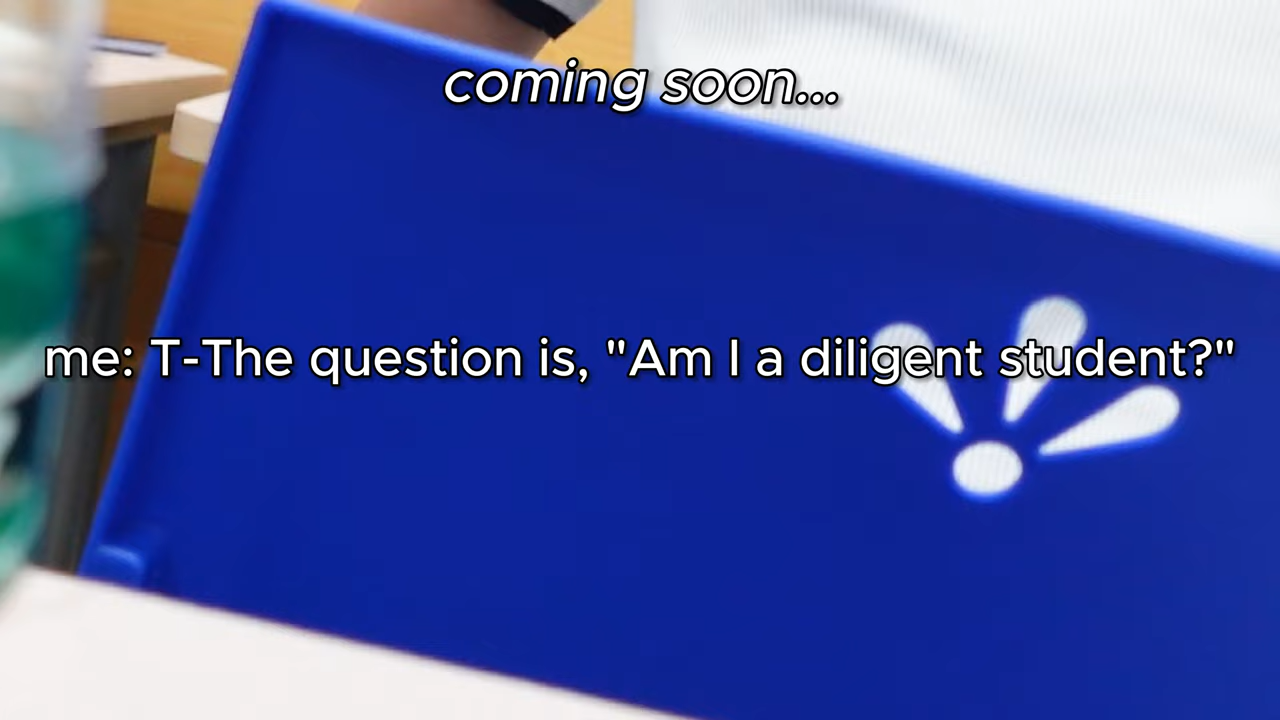 coming soon...
me: T-The question is, "Am I a diligent student?"